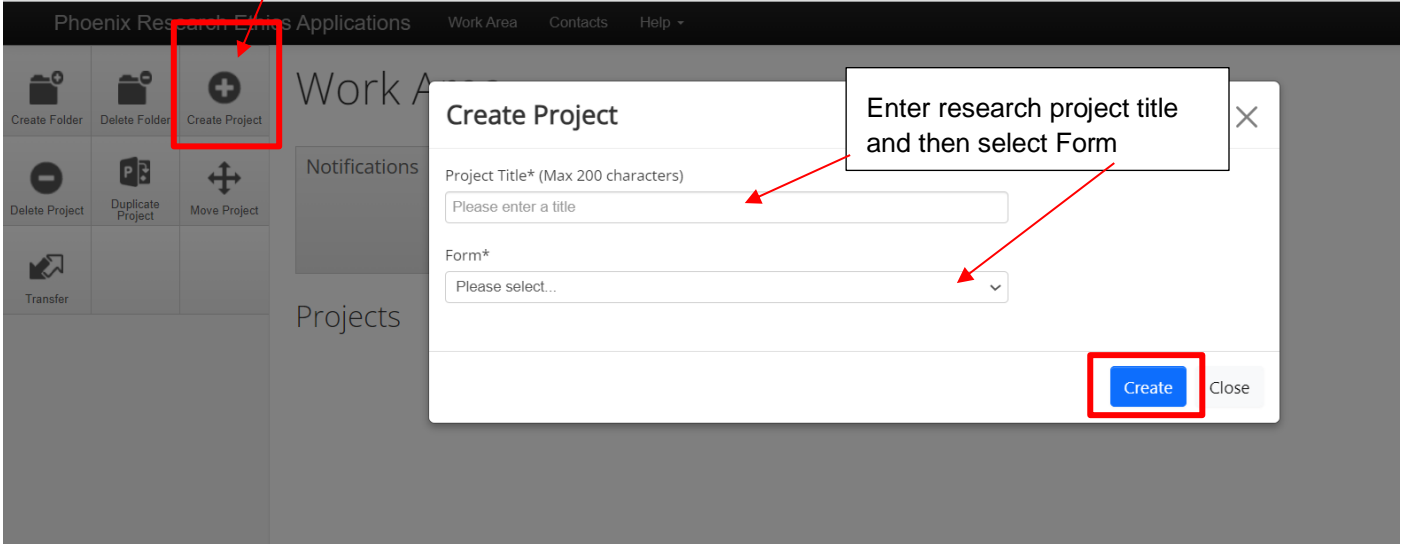 Phoenix Research Ethics Applications Work Area Contacts Help
Create Folder Delete Folder Create Project
Delete Project Duplicate Project Move Project
Transfer
Work Area
Notifications
Projects
Create Project
Enter research project title
and then select Form
Project Title* (Max 200 characters)
Please enter a title
Form*
Please select...
Create Close